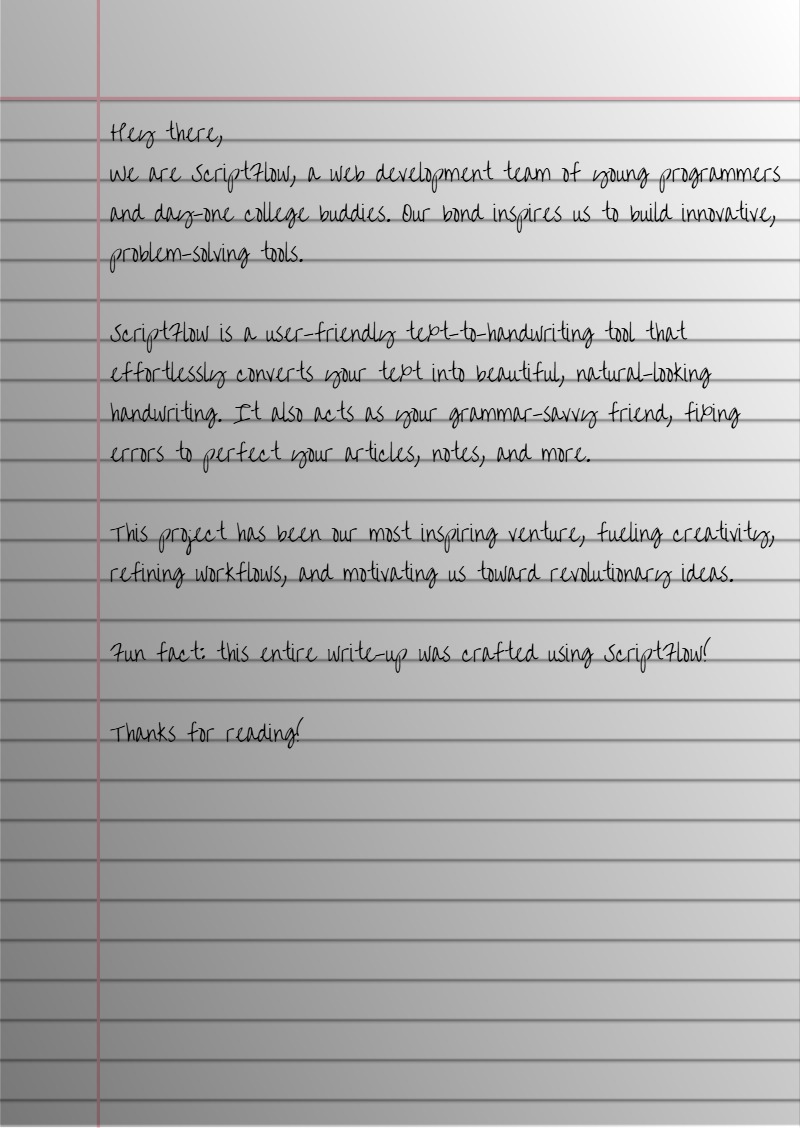 Hey there,
We are ScriptFlow, a web development team of young programmers
and day-one college buddies. Our bond inspires us to build innovative,
problem-solving tools.
ScriptFlow is a user-friendly text-to-handwriting tool that
effortlessly converts your text into beautiful, natural-looking
handwriting. It also acts as your grammar-savvy friend, fixing
errors to perfect your articles, notes, and more.
This project has been our most inspiring venture, fueling creativity,
refining workflows, and motivating us toward revolutionary ideas.
Fun fact: this entire write-up was crafted using ScriptFlow!
Thanks for reading!